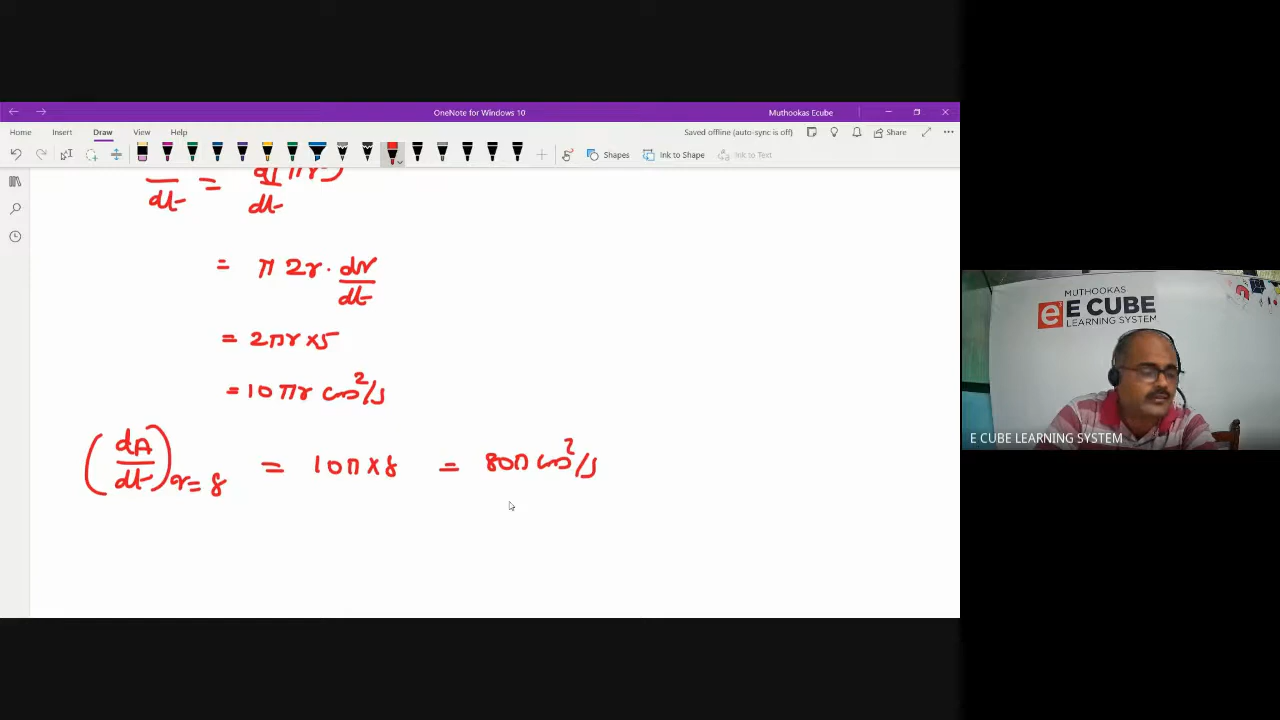 OneNote for Windows 10
Muthookas Ecube
Home Insert Draw View Help
Saved offline (auto-sync is off) Share
Shapes Ink to Shape Ink to Text
dt = dt
= π 2r · dr/dt
= 2πr × 5
= 10πr cm²/s
(dA/dt)r=8 = 10π × 8 = 80π cm²/s
MUTHOOKAS
e E CUBE
LEARNING SYSTEM
E CUBE LEARNING SYSTEM